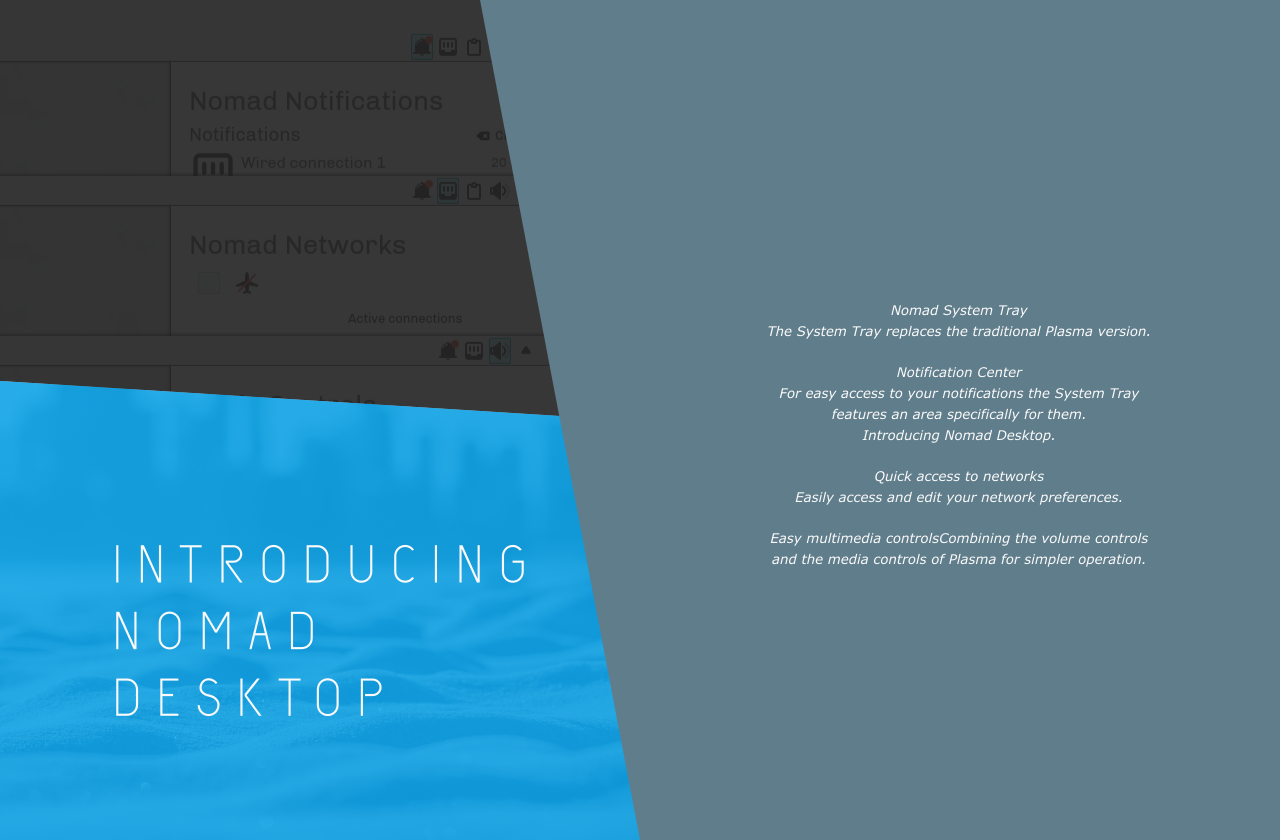 Nomad Notifications
Notifications
Wired connection 1
20
Nomad Networks
Active connections
INTRODUCING
NOMAD
DESKTOP
Nomad System Tray
The System Tray replaces the traditional Plasma version.
Notification Center
For easy access to your notifications the System Tray
features an area specifically for them.
Introducing Nomad Desktop.
Quick access to networks
Easily access and edit your network preferences.
Easy multimedia controlsCombining the volume controls
and the media controls of Plasma for simpler operation.